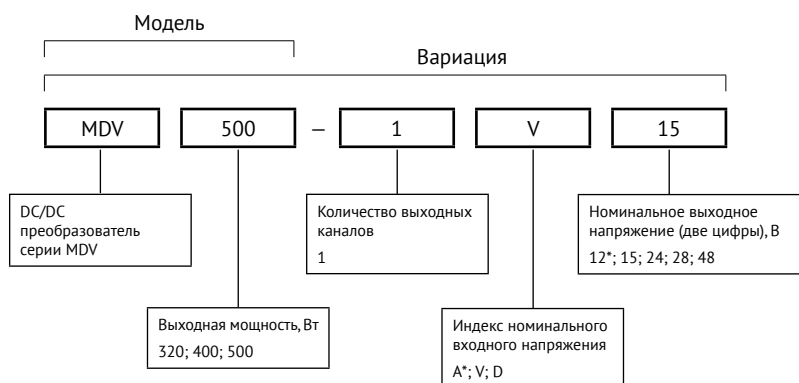 Модель
Вариация
MDV 500 – 1 V 15
DC/DC
преобразователь
серии MDV
Количество выходных
каналов
1
Номинальное выходное
напряжение (две цифры), В
12*; 15; 24; 28; 48
Выходная мощность, Вт
320; 400; 500
Индекс номинального
входного напряжения
A*; V; D